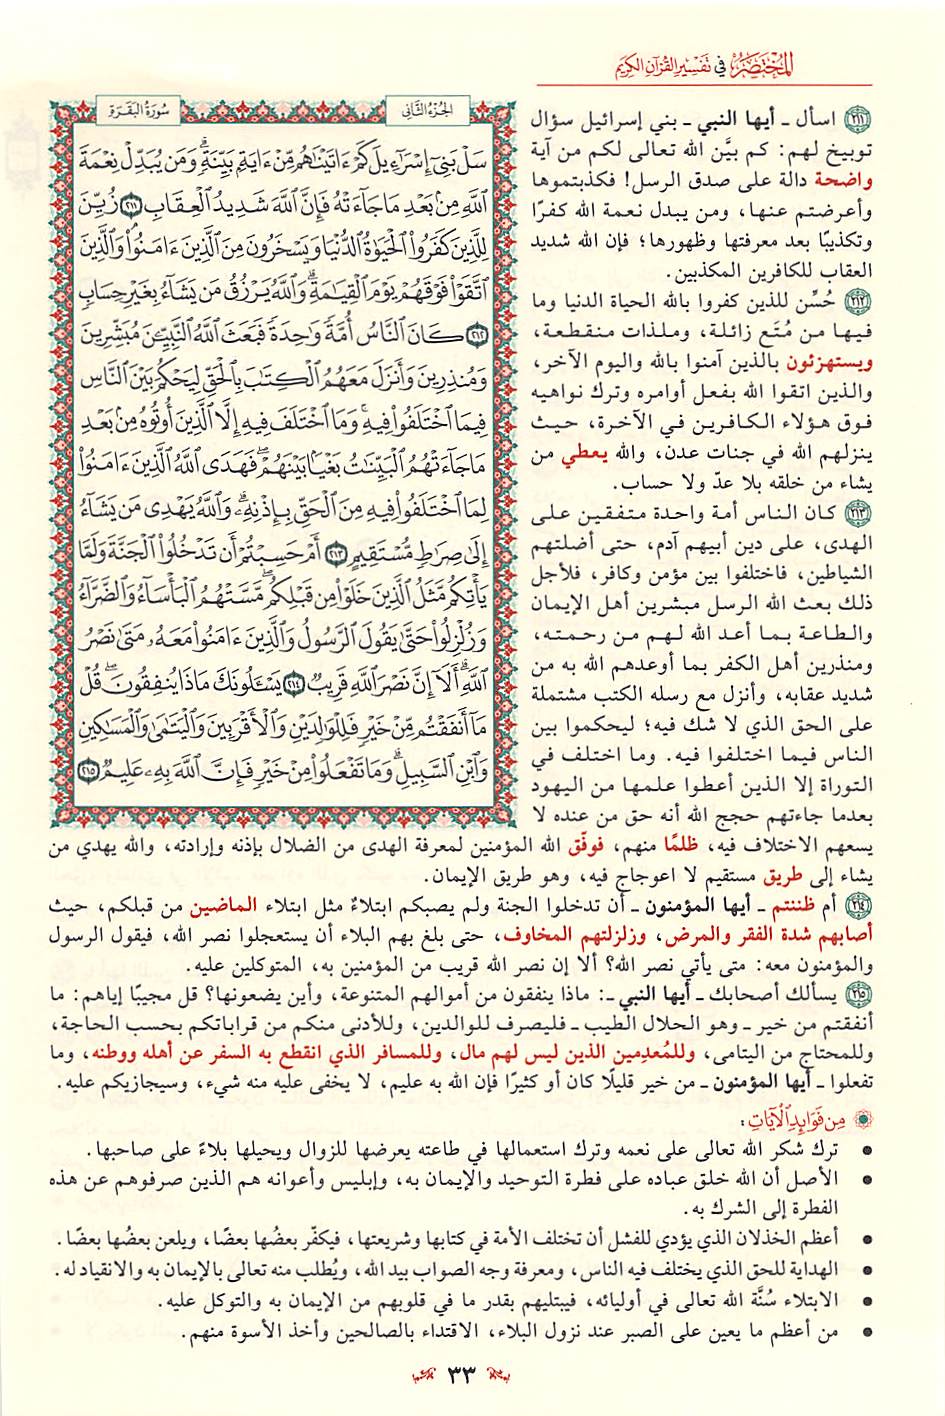 المختصر في تفسير القرآن الكريم
الجزء الثاني
سورة البقرة
سَلْ بَنِيٓ إِسْرَٰٓءِيلَ كَمْ ءَاتَيْنَٰهُم مِّنْ ءَايَةِۭ بَيِّنَةٖۗ وَمَن يُبَدِّلْ نِعْمَةَ
ٱللَّهِ مِنۢ بَعْدِ مَا جَآءَتْهُ فَإِنَّ ٱللَّهَ شَدِيدُ ٱلْعِقَابِ ٢١١ زُيِّنَ
لِلَّذِينَ كَفَرُوا۟ ٱلْحَيَوٰةُ ٱلدُّنْيَا وَيَسْخَرُونَ مِنَ ٱلَّذِينَ ءَامَنُوا۟ۘ وَٱلَّذِينَ
ٱتَّقَوْا۟ فَوْقَهُمْ يَوْمَ ٱلْقِيَٰمَةِۗ وَٱللَّهُ يَرْزُقُ مَن يَشَآءُ بِغَيْرِ حِسَابٖ
٢١٢ كَانَ ٱلنَّاسُ أُمَّةٗ وَٰحِدَةٗ فَبَعَثَ ٱللَّهُ ٱلنَّبِيِّـۧنَ مُبَشِّرِينَ
وَمُنذِرِينَ وَأَنزَلَ مَعَهُمُ ٱلْكِتَٰبَ بِٱلْحَقِّ لِيَحْكُمَ بَيْنَ ٱلنَّاسِ
فِيمَا ٱخْتَلَفُوا۟ فِيهِۚ وَمَا ٱخْتَلَفَ فِيهِ إِلَّا ٱلَّذِينَ أُوتُوهُ مِنۢ بَعْدِ
مَا جَآءَتْهُمُ ٱلْبَيِّنَٰتُ بَغْيَۢا بَيْنَهُمْۖ فَهَدَى ٱللَّهُ ٱلَّذِينَ ءَامَنُوا۟
لِمَا ٱخْتَلَفُوا۟ فِيهِ مِنَ ٱلْحَقِّ بِإِذْنِهِۦۗ وَٱللَّهُ يَهْدِي مَن يَشَآءُ
إِلَىٰ صِرَٰطٖ مُّسْتَقِيمٍ ٢١٣ أَمْ حَسِبْتُمْ أَن تَدْخُلُوا۟ ٱلْجَنَّةَ وَلَمَّا
يَأْتِكُم مَّثَلُ ٱلَّذِينَ خَلَوْا۟ مِن قَبْلِكُمۖ مَّسَّتْهُمُ ٱلْبَأْسَآءُ وَٱلضَّرَّآءُ
وَزُلْزِلُوا۟ حَتَّىٰ يَقُولَ ٱلرَّسُولُ وَٱلَّذِينَ ءَامَنُوا۟ مَعَهُۥ مَتَىٰ نَصْرُ
ٱللَّهِۗ أَلَآ إِنَّ نَصْرَ ٱللَّهِ قَرِيبٞ ٢١٤ يَسْـَٔلُونَكَ مَاذَا يُنفِقُونَۖ قُلْ
مَآ أَنفَقْتُم مِّنْ خَيْرٖ فَلِلْوَٰلِدَيْنِ وَٱلْأَقْرَبِينَ وَٱلْيَتَٰمَىٰ وَٱلْمَسَٰكِينِ
وَٱبْنِ ٱلسَّبِيلِۗ وَمَا تَفْعَلُوا۟ مِنْ خَيْرٖ فَإِنَّ ٱللَّهَ بِهِۦ عَلِيمٞ ٢١٥
٢١١ اسأل ـ أيها النبي ـ بني إسرائيل سؤال
توبيخ لهم: كم بيَّن الله تعالى لكم من آية
واضحة دالة على صدق الرسل! فكذبتموها
وأعرضتم عنها، ومن يبدل نعمة الله كفرًا
وتكذيبًا بعد معرفتها وظهورها؛ فإن الله شديد
العقاب للكافرين المكذبين.
٢١٢ حُسِّن للذين كفروا بالله الحياة الدنيا وما
فيها من مُتَع زائلة، وملذات منقطعة،
ويستهزئون بالذين آمنوا بالله واليوم الآخر،
والذين اتقوا الله بفعل أوامره وترك نواهيه
فوق هؤلاء الكافرين في الآخرة، حيث
ينزلهم الله في جنات عدن، والله يعطي من
يشاء من خلقه بلا عدّ ولا حساب.
٢١٣ كان الناس أمة واحدة متفقين على
الهدى، على دين أبيهم آدم، حتى أضلتهم
الشياطين، فاختلفوا بين مؤمن وكافر، فلأجل
ذلك بعث الله الرسل مبشرين أهل الإيمان
والطاعة بما أعد الله لهم من رحمته،
ومنذرين أهل الكفر بما أوعدهم الله به من
شديد عقابه، وأنزل مع رسله الكتب مشتملة
على الحق الذي لا شك فيه؛ ليحكموا بين
الناس فيما اختلفوا فيه. وما اختلف في
التوراة إلا الذين أعطوا علمها من اليهود
بعدما جاءتهم حجج الله أنه حق من عنده لا
يسعهم الاختلاف فيه، ظلمًا منهم، فوفّق الله المؤمنين لمعرفة الهدى من الضلال بإذنه وإرادته، والله يهدي من
يشاء إلى طريق مستقيم لا اعوجاج فيه، وهو طريق الإيمان.
٢١٤ أم ظننتم ـ أيها المؤمنون ـ أن تدخلوا الجنة ولم يصبكم ابتلاءٌ مثل ابتلاء الماضين من قبلكم، حيث
أصابهم شدة الفقر والمرض، وزلزلتهم المخاوف، حتى بلغ بهم البلاء أن يستعجلوا نصر الله، فيقول الرسول
والمؤمنون معه: متى يأتي نصر الله؟ ألا إن نصر الله قريب من المؤمنين به، المتوكلين عليه.
٢١٥ يسألك أصحابك ـ أيها النبي ـ: ماذا ينفقون من أموالهم المتنوعة، وأين يضعونها؟ قل مجيبًا إياهم: ما
أنفقتم من خير ـ وهو الحلال الطيب ـ فليصرف للوالدين، وللأدنى منكم من قراباتكم بحسب الحاجة،
وللمحتاج من اليتامى، وللمُعدِمين الذين ليس لهم مال، وللمسافر الذي انقطع به السفر عن أهله ووطنه، وما
تفعلوا ـ أيها المؤمنون ـ من خير قليلًا كان أو كثيرًا فإن الله به عليم، لا يخفى عليه منه شيء، وسيجازيكم عليه.
من فوائد الآيات:
• ترك شكر الله تعالى على نعمه وترك استعمالها في طاعته يعرضها للزوال ويحيلها بلاءً على صاحبها.
• الأصل أن الله خلق عباده على فطرة التوحيد والإيمان به، وإبليس وأعوانه هم الذين صرفوهم عن هذه
الفطرة إلى الشرك به.
• أعظم الخذلان الذي يؤدي للفشل أن تختلف الأمة في كتابها وشريعتها، فيكفّر بعضُها بعضًا، ويلعن بعضُها بعضًا.
• الهداية للحق الذي يختلف فيه الناس، ومعرفة وجه الصواب بيد الله، ويُطلب منه تعالى بالإيمان به والانقياد له.
• الابتلاء سُنَّة الله تعالى في أوليائه، فيبتليهم بقدر ما في قلوبهم من الإيمان به والتوكل عليه.
• من أعظم ما يعين على الصبر عند نزول البلاء، الاقتداء بالصالحين وأخذ الأسوة منهم.
٣٣